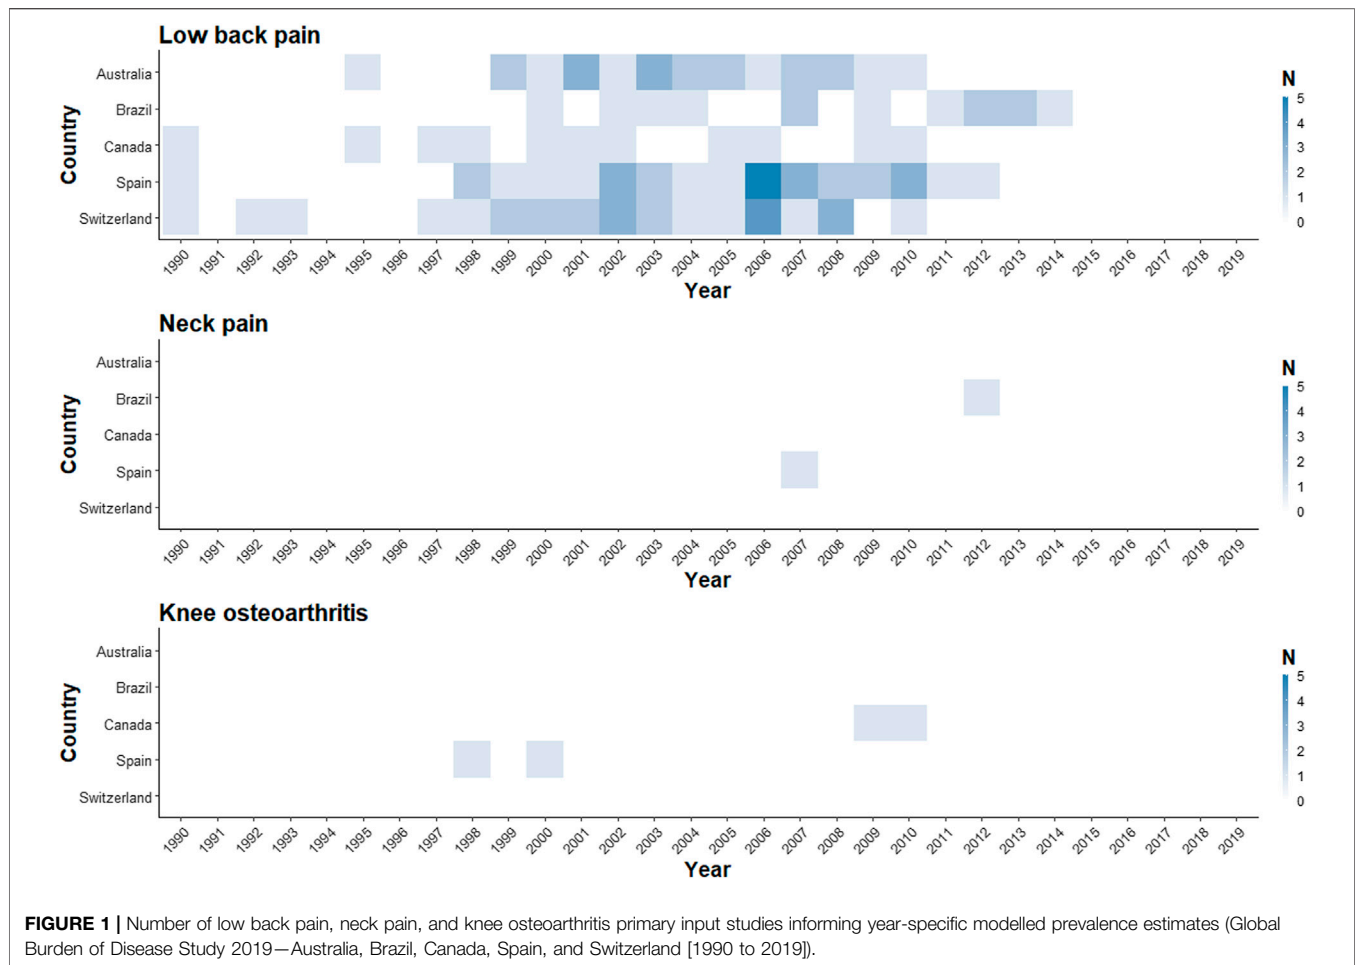 Low back pain
Country
Australia
Brazil
Canada
Spain
Switzerland
1990 1991 1992 1993 1994 1995 1996 1997 1998 1999 2000 2001 2002 2003 2004 2005 2006 2007 2008 2009 2010 2011 2012 2013 2014 2015 2016 2017 2018 2019
Year
N
5
4
3
2
1
0
Neck pain
Country
Australia
Brazil
Canada
Spain
Switzerland
1990 1991 1992 1993 1994 1995 1996 1997 1998 1999 2000 2001 2002 2003 2004 2005 2006 2007 2008 2009 2010 2011 2012 2013 2014 2015 2016 2017 2018 2019
Year
N
5
4
3
2
1
0
Knee osteoarthritis
Country
Australia
Brazil
Canada
Spain
Switzerland
1990 1991 1992 1993 1994 1995 1996 1997 1998 1999 2000 2001 2002 2003 2004 2005 2006 2007 2008 2009 2010 2011 2012 2013 2014 2015 2016 2017 2018 2019
Year
N
5
4
3
2
1
0
FIGURE 1 | Number of low back pain, neck pain, and knee osteoarthritis primary input studies informing year-specific modelled prevalence estimates (Global
Burden of Disease Study 2019—Australia, Brazil, Canada, Spain, and Switzerland [1990 to 2019]).